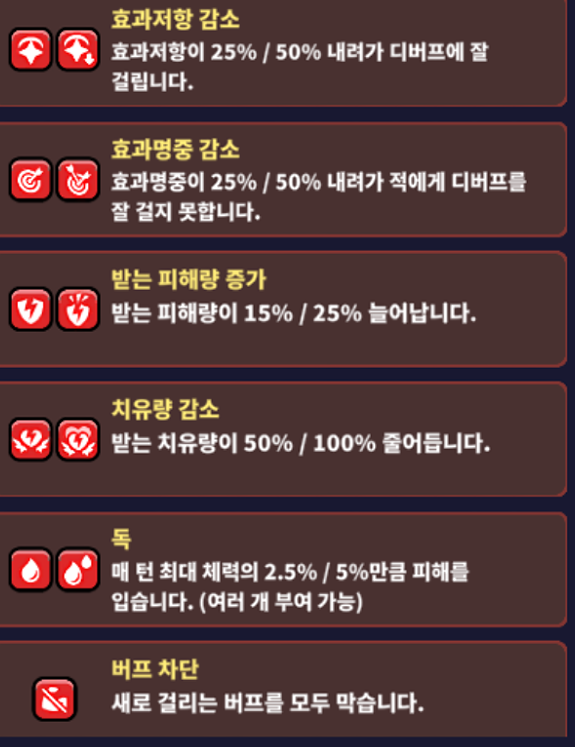 효과저항 감소
효과저항이 25% / 50% 내려가 디버프에 잘
걸립니다.
효과명중 감소
효과명중이 25% / 50% 내려가 적에게 디버프를
잘 걸지 못합니다.
받는 피해량 증가
받는 피해량이 15% / 25% 늘어납니다.
치유량 감소
받는 치유량이 50% / 100% 줄어듭니다.
독
매 턴 최대 체력의 2.5% / 5%만큼 피해를
입습니다. (여러 개 부여 가능)
버프 차단
새로 걸리는 버프를 모두 막습니다.